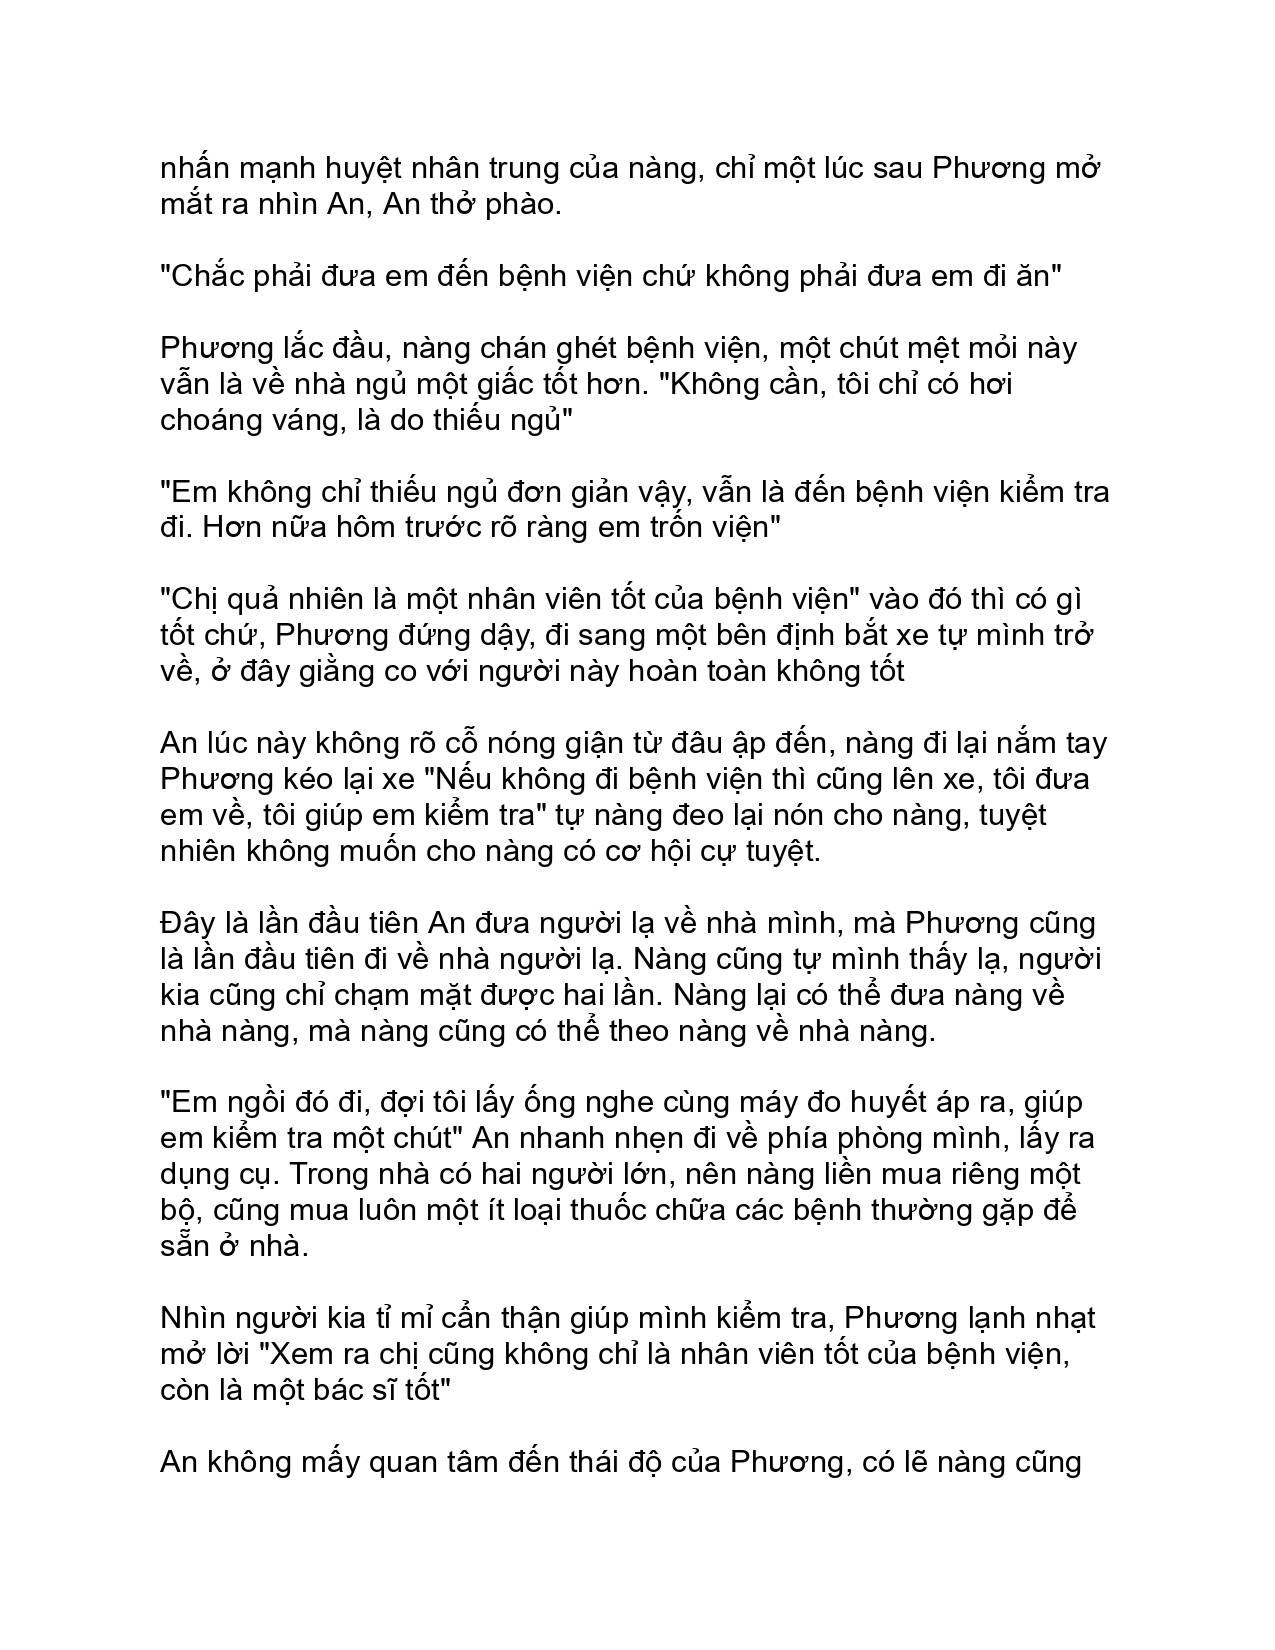 nhấn mạnh huyệt nhân trung của nàng, chỉ một lúc sau Phương mở
mắt ra nhìn An, An thở phào.
"Chắc phải đưa em đến bệnh viện chứ không phải đưa em đi ăn"
Phương lắc đầu, nàng chán ghét bệnh viện, một chút mệt mỏi này
vẫn là về nhà ngủ một giấc tốt hơn. "Không cần, tôi chỉ có hơi
choáng váng, là do thiếu ngủ"
"Em không chỉ thiếu ngủ đơn giản vậy, vẫn là đến bệnh viện kiểm tra
đi. Hơn nữa hôm trước rõ ràng em trốn viện"
"Chị quả nhiên là một nhân viên tốt của bệnh viện" vào đó thì có gì
tốt chứ, Phương đứng dậy, đi sang một bên định bắt xe tự mình trở
về, ở đây giằng co với người này hoàn toàn không tốt
An lúc này không rõ cỗ nóng giận từ đâu ập đến, nàng đi lại nắm tay
Phương kéo lại xe "Nếu không đi bệnh viện thì cũng lên xe, tôi đưa
em về, tôi giúp em kiểm tra" tự nàng đeo lại nón cho nàng, tuyệt
nhiên không muốn cho nàng có cơ hội cự tuyệt.
Đây là lần đầu tiên An đưa người lạ về nhà mình, mà Phương cũng
là lần đầu tiên đi về nhà người lạ. Nàng cũng tự mình thấy lạ, người
kia cũng chỉ chạm mặt được hai lần. Nàng lại có thể đưa nàng về
nhà nàng, mà nàng cũng có thể theo nàng về nhà nàng.
"Em ngồi đó đi, đợi tôi lấy ống nghe cùng máy đo huyết áp ra, giúp
em kiểm tra một chút" An nhanh nhẹn đi về phía phòng mình, lấy ra
dụng cụ. Trong nhà có hai người lớn, nên nàng liền mua riêng một
bộ, cũng mua luôn một ít loại thuốc chữa các bệnh thường gặp để
sẵn ở nhà.
Nhìn người kia tỉ mỉ cẩn thận giúp mình kiểm tra, Phương lạnh nhạt
mở lời "Xem ra chị cũng không chỉ là nhân viên tốt của bệnh viện,
còn là một bác sĩ tốt"
An không mấy quan tâm đến thái độ của Phương, có lẽ nàng cũng